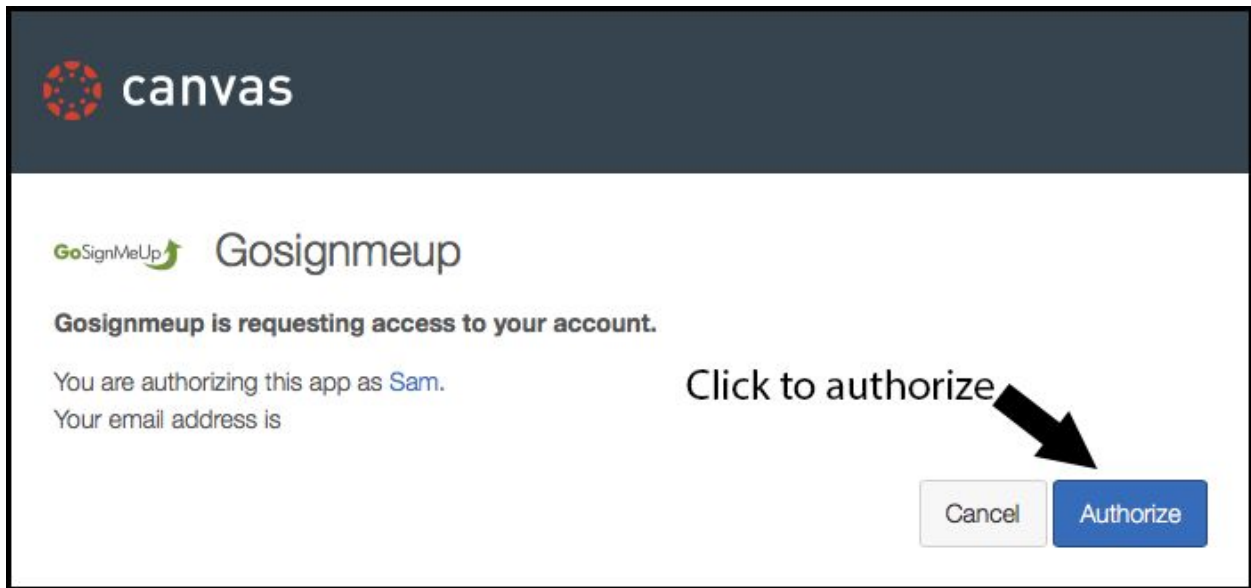 canvas
GoSignMeUp Gosignmeup
Gosignmeup is requesting access to your account.
You are authorizing this app as Sam.
Your email address is
Click to authorize
Cancel Authorize